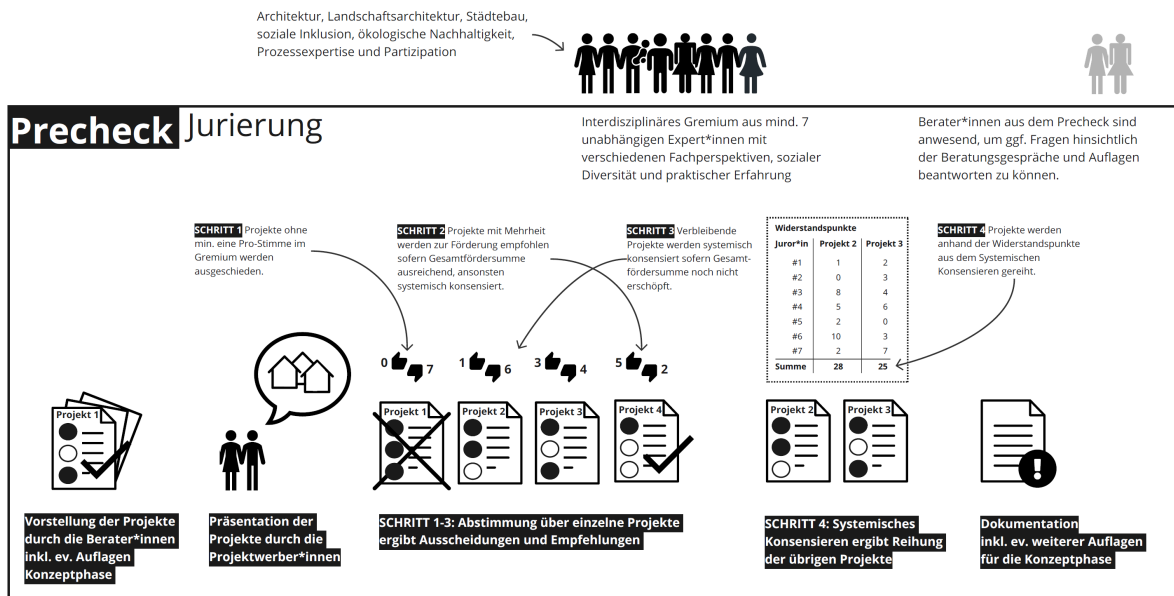 Architektur, Landschaftsarchitektur, Städtebau,
soziale Inklusion, ökologische Nachhaltigkeit,
Prozessexpertise und Partizipation
Precheck Jurierung
Interdisziplinäres Gremium aus mind. 7
unabhängigen Expert*innen mit
verschiedenen Fachperspektiven, sozialer
Diversität und praktischer Erfahrung
Berater*innen aus dem Precheck sind
anwesend, um ggf. Fragen hinsichtlich
der Beratungsgespräche und Auflagen
beantworten zu können.
SCHRITT 1 Projekte ohne
min. eine Pro-Stimme im
Gremium werden
ausgeschieden.
SCHRITT 2 Projekte mit Mehrheit
werden zur Förderung empfohlen
sofern Gesamtfördersumme
ausreichend, ansonsten
systemisch konsensiert.
SCHRITT 3 Verbleibende
Projekte werden systemisch
konsensiert sofern Gesamt-
fördersumme noch nicht
erschöpft.
Widerstandspunkte
Juror*in Projekt 2 Projekt 3
#1 1 2
#2 0 3
#3 8 4
#4 5 6
#5 2 0
#6 10 3
#7 2 7
Summe 28 25
SCHRITT 4 Projekte werden
anhand der Widerstandspunkte
aus dem Systemischen
Konsensieren gereiht.
0 7
1 6
3 4
5 2
Projekt 1
Projekt 1
Projekt 2
Projekt 3
Projekt 4
Projekt 2
Projekt 3
Vorstellung der Projekte
durch die Berater*innen
inkl. ev. Auflagen
Konzeptphase
Präsentation der
Projekte durch die
Projektwerber*innen
SCHRITT 1-3: Abstimmung über einzelne Projekte
ergibt Ausscheidungen und Empfehlungen
SCHRITT 4: Systemisches
Konsensieren ergibt Reihung
der übrigen Projekte
Dokumentation
inkl. ev. weiterer Auflagen
für die Konzeptphase